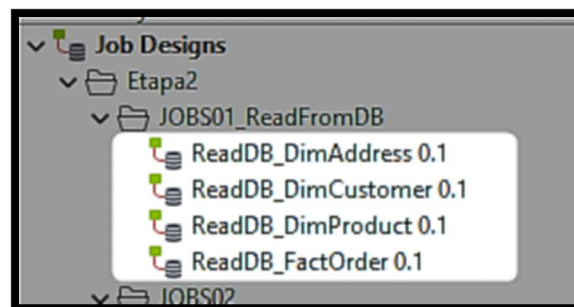 Job Designs
Etapa2
JOBS01_ReadFromDB
ReadDB_DimAddress 0.1
ReadDB_DimCustomer 0.1
ReadDB_DimProduct 0.1
ReadDB_FactOrder 0.1
JOBS02